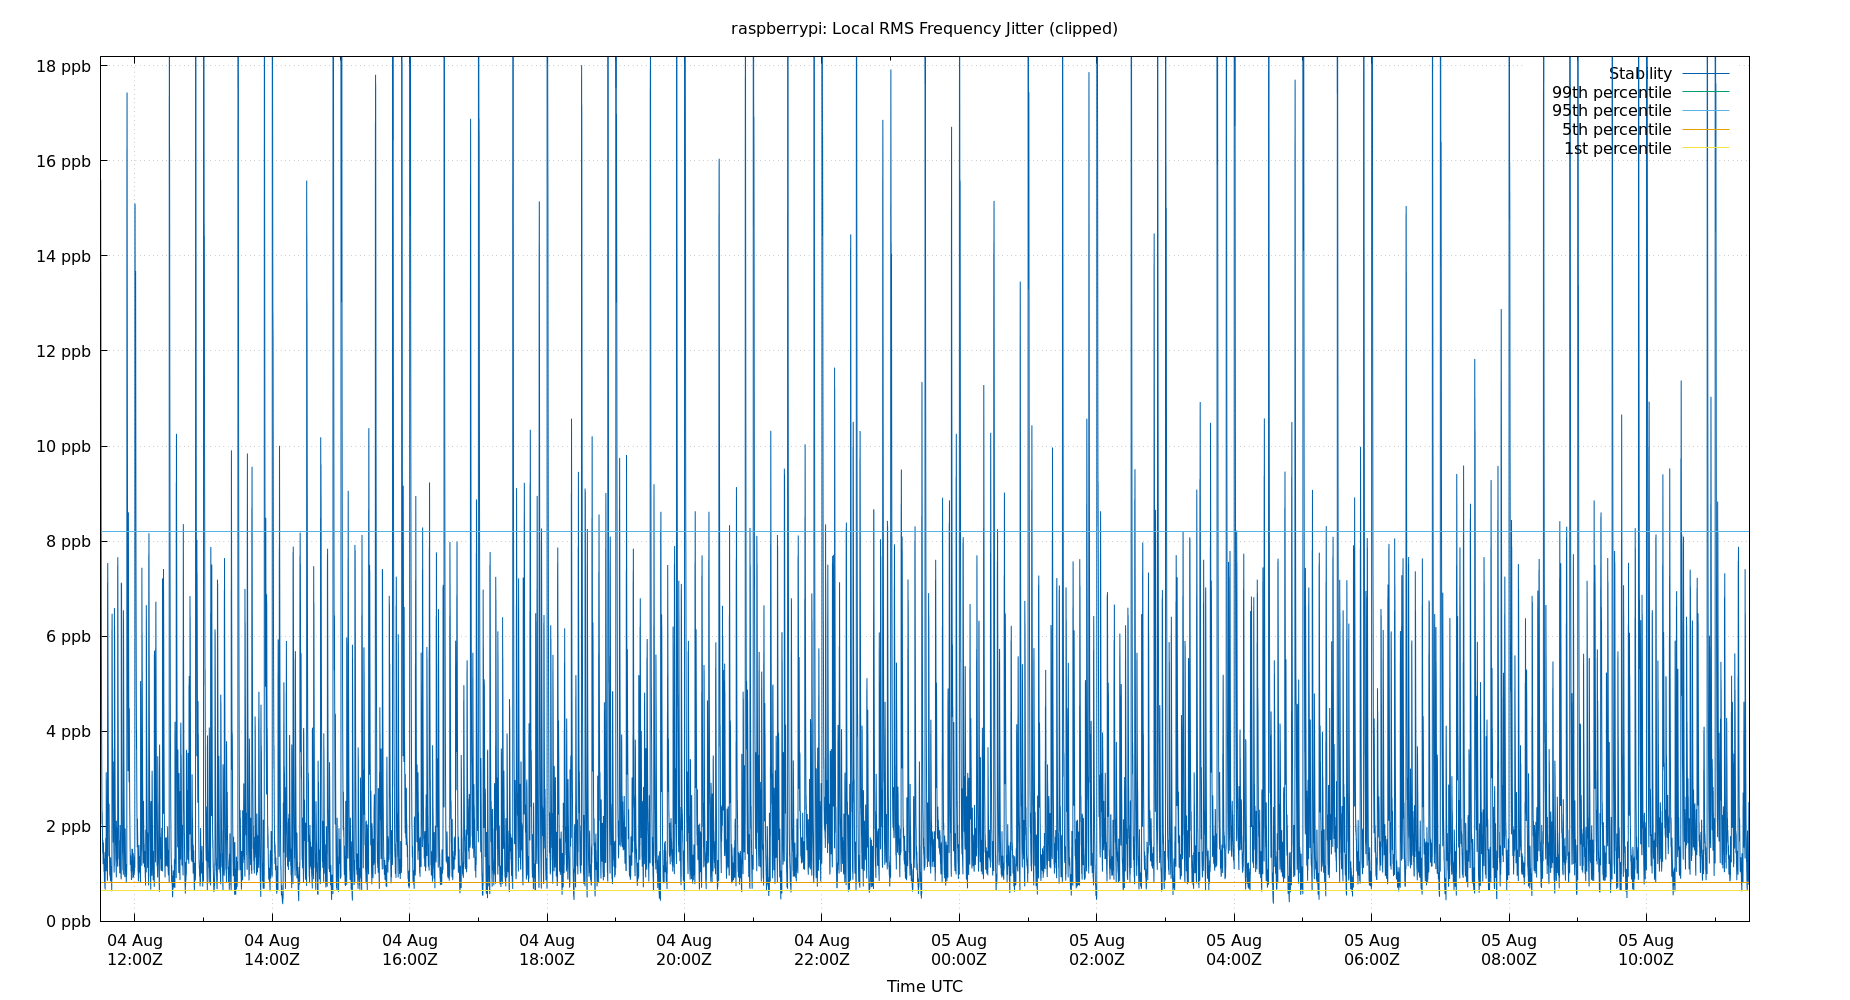 raspberrypi: Local RMS Frequency Jitter (clipped)
18 ppb
16 ppb
14 ppb
12 ppb
10 ppb
8 ppb
6 ppb
4 ppb
2 ppb
0 ppb
Stability
99th percentile
95th percentile
5th percentile
1st percentile
04 Aug 04 Aug 04 Aug 04 Aug 04 Aug 04 Aug 05 Aug 05 Aug 05 Aug 05 Aug 05 Aug 05 Aug
12:00Z 14:00Z 16:00Z 18:00Z 20:00Z 22:00Z 00:00Z 02:00Z 04:00Z 06:00Z 08:00Z 10:00Z
Time UTC